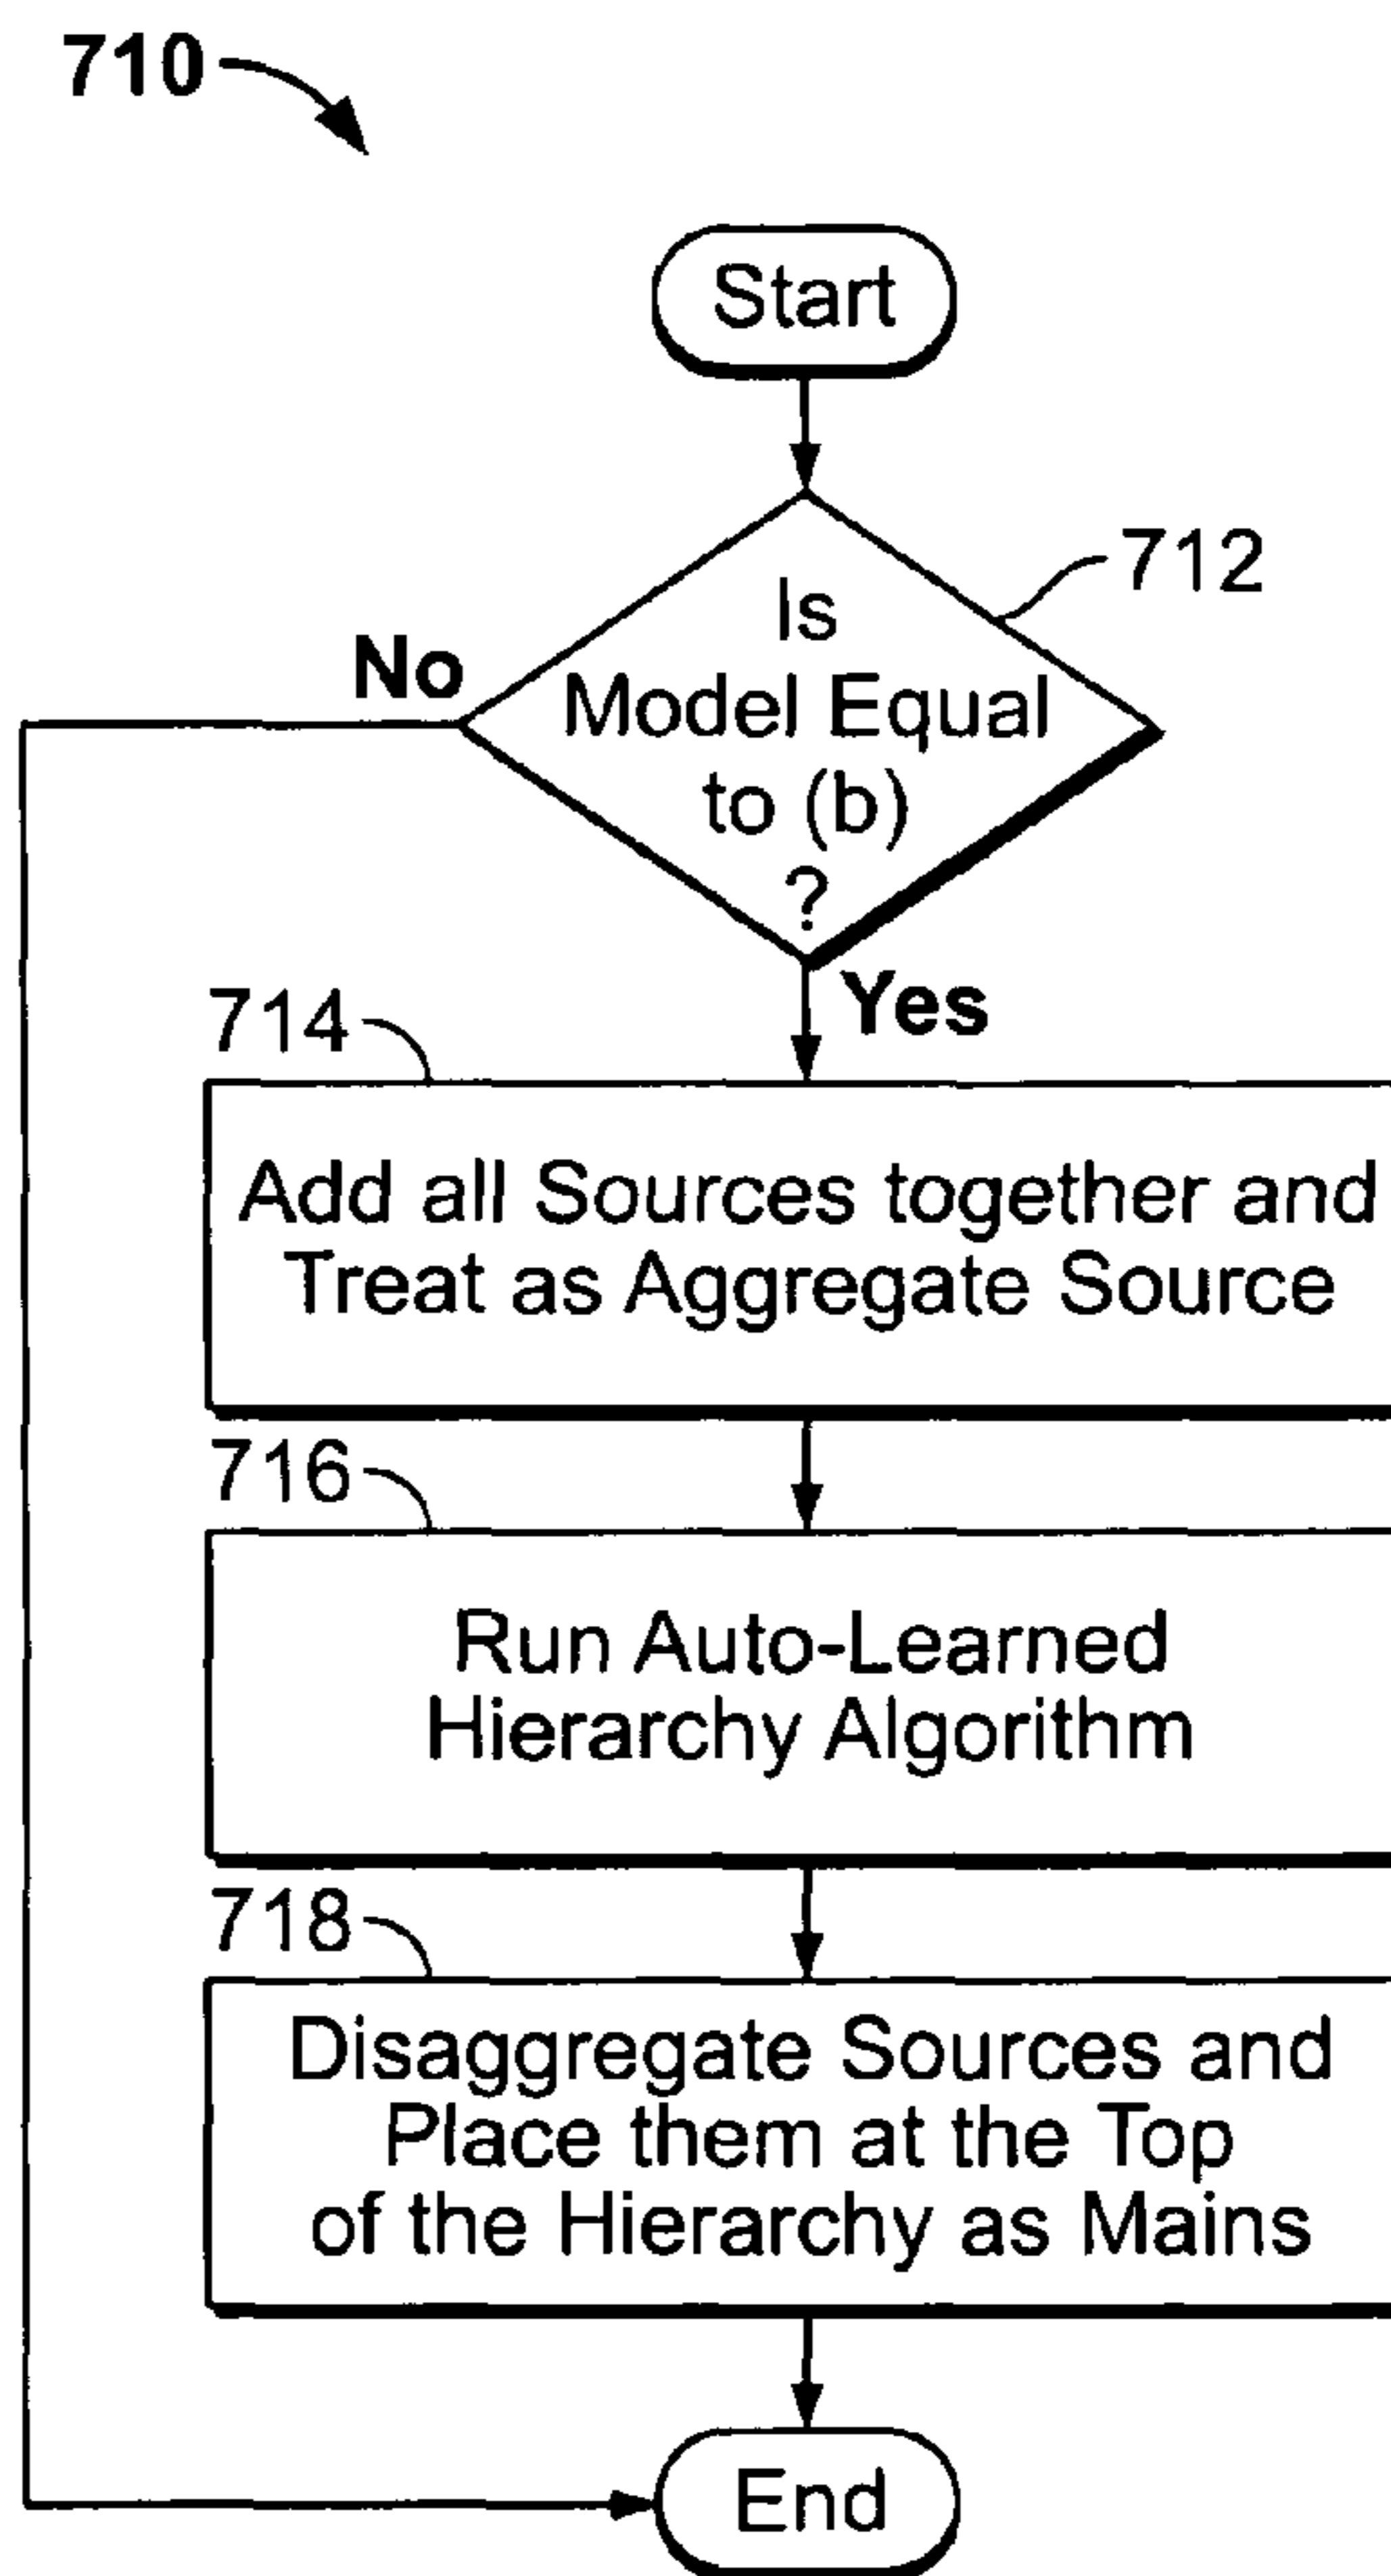 710
Start
712
Is
Model Equal
to (b)
?
No
Yes
714
Add all Sources together and
Treat as Aggregate Source
716
Run Auto-Learned
Hierarchy Algorithm
718
Disaggregate Sources and
Place them at the Top
of the Hierarchy as Mains
End